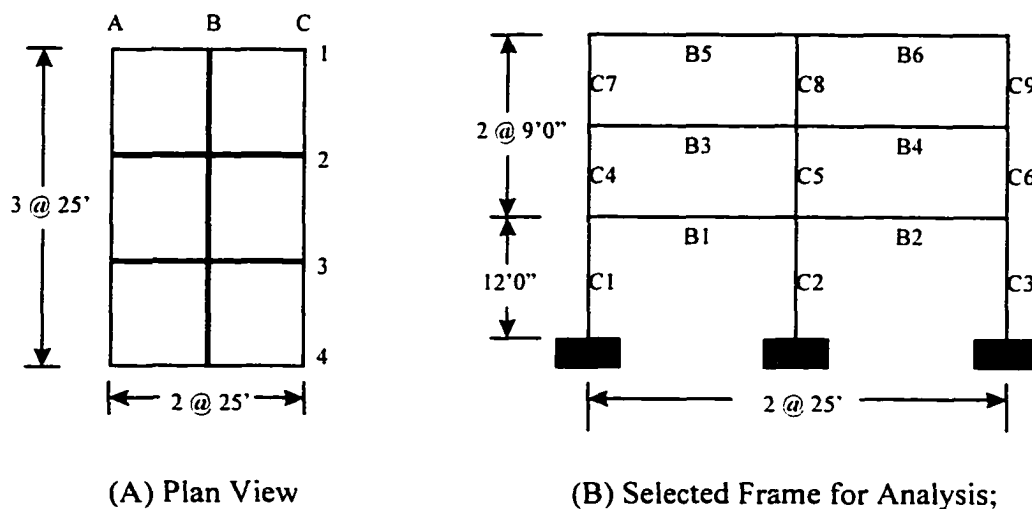 A B C
1
2
3
4
3 @ 25'
2 @ 25'
(A) Plan View
B5 B6
C7 C8 C9
2 @ 9'0”
B3 B4
C4 C5 C6
B1 B2
12'0”
C1 C2 C3
2 @ 25'
(B) Selected Frame for Analysis;